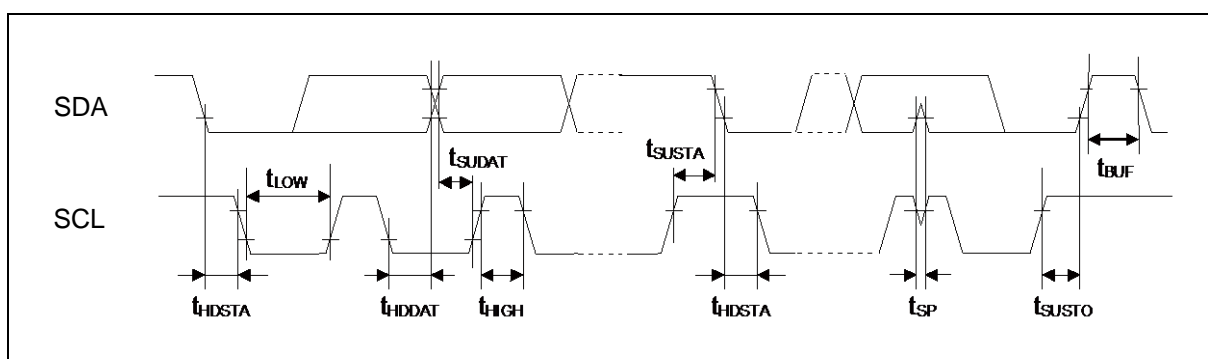 SDA
tSUDAT
tSUSTA
tBUF
tLOW
SCL
tHDSTA
tHDDAT
tHIGH
tHDSTA
tSP
tSUSTO